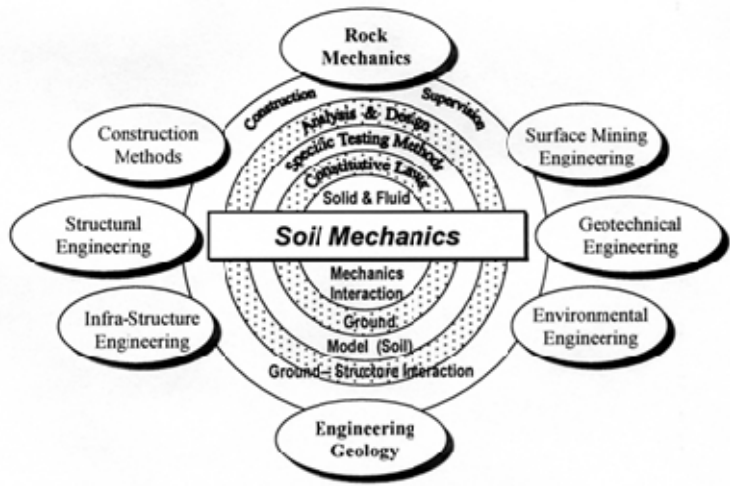 Rock
Mechanics
Construction
Supervision
Analysis & Design
Specific Testing Methods
Constitutive Laws
Solid & Fluid
Construction
Methods
Surface Mining
Engineering
Structural
Engineering
Soil Mechanics
Geotechnical
Engineering
Mechanics
Interaction
Infra-Structure
Engineering
Ground
Model (Soil)
Ground – Structure Interaction
Environmental
Engineering
Engineering
Geology